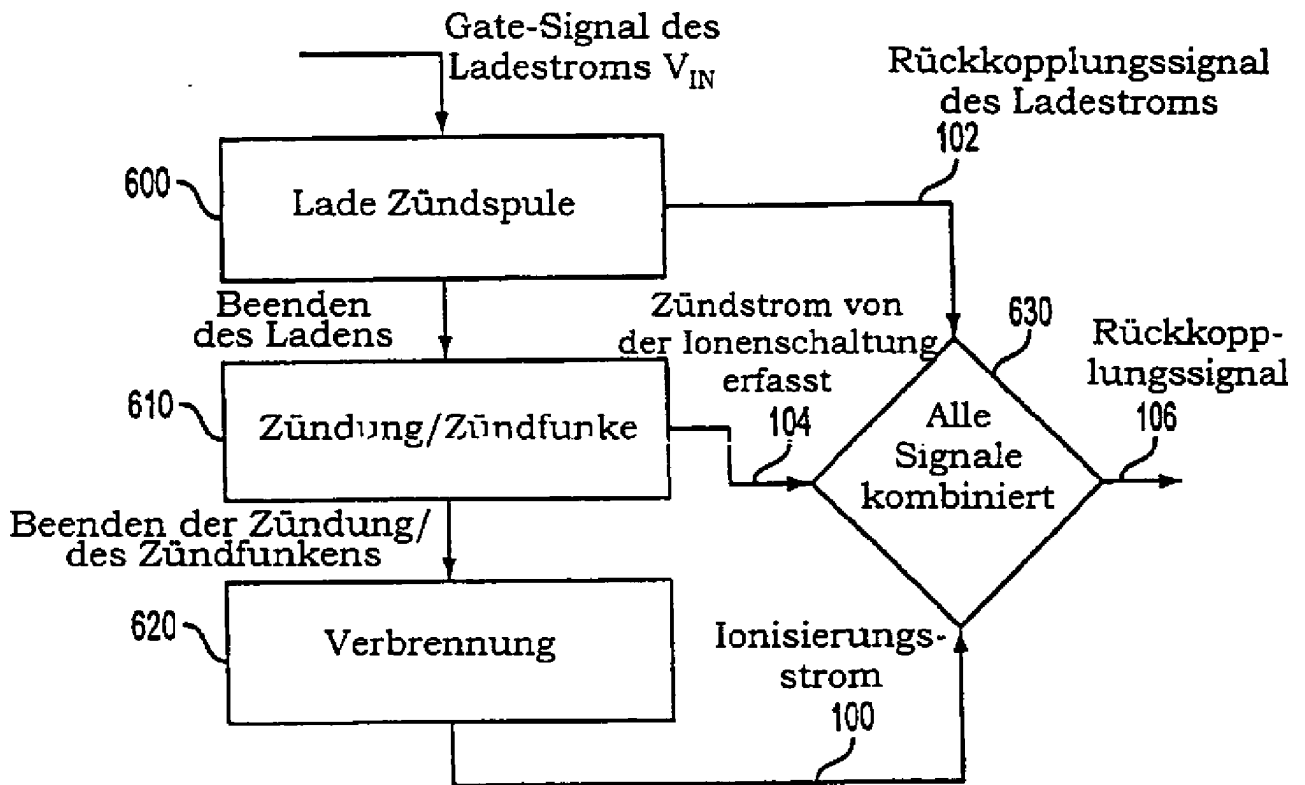 Gate-Signal des
Ladestroms V_IN
Rückkopplungssignal
des Ladestroms
102
600
Lade Zündspule
Beenden
des Ladens
Zündstrom von
der Ionenschaltung
erfasst
104
630
Rückkopp-
lungssignal
106
610
Zündung/Zündfunke
Alle
Signale
kombiniert
Beenden der Zündung/
des Zündfunkens
620
Verbrennung
Ionisierungs-
strom
100